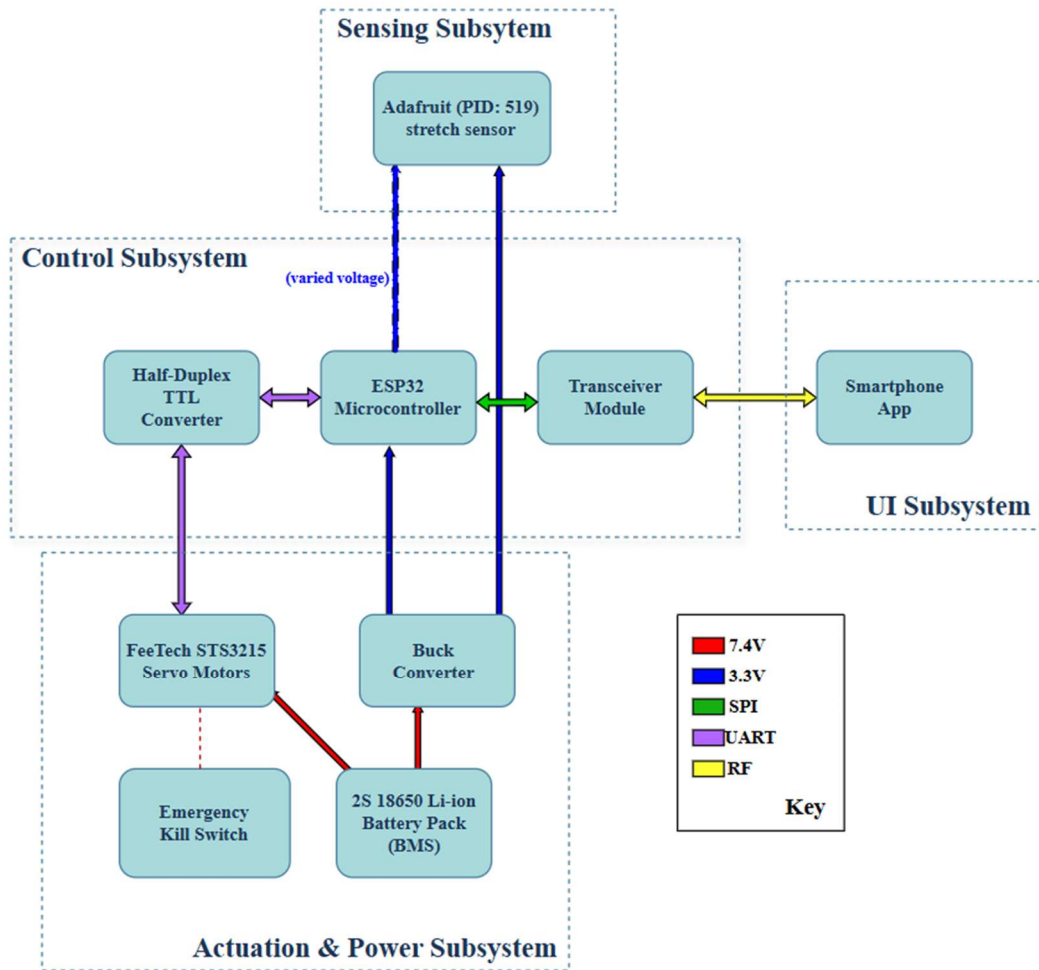 Sensing Subsytem
Adafruit (PID: 519)
stretch sensor
Control Subsystem
(varied voltage)
Half-Duplex
TTL
Converter
ESP32
Microcontroller
Transceiver
Module
Smartphone
App
UI Subsystem
FeeTech STS3215
Servo Motors
Buck
Converter
Emergency
Kill Switch
2S 18650 Li-ion
Battery Pack
(BMS)
Actuation & Power Subsystem
7.4V
3.3V
SPI
UART
RF
Key